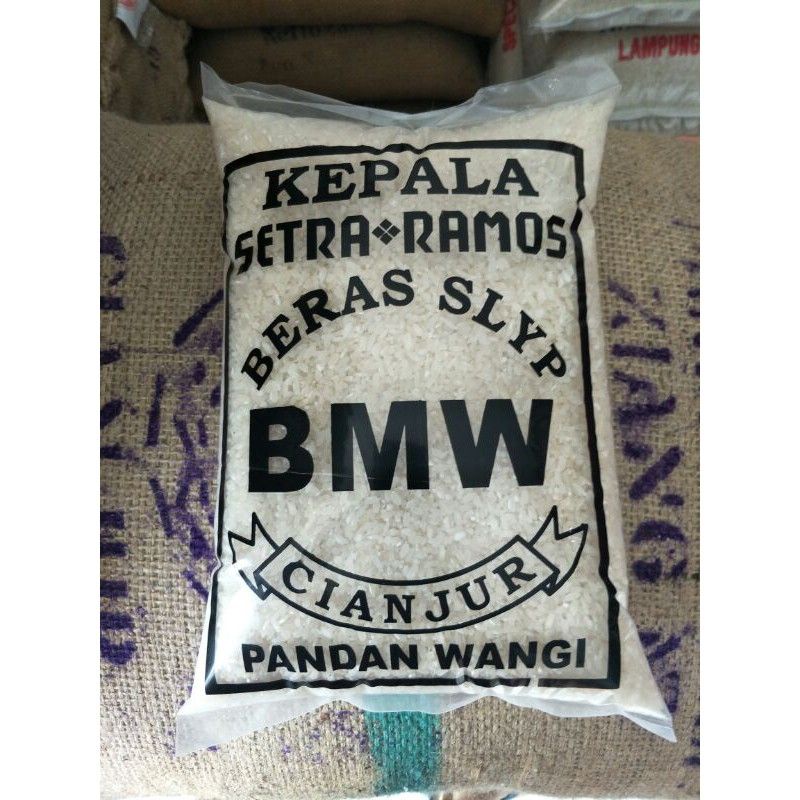 KEPALA
SETRA RAMOS
BERAS SLYP
BMW
CIANJUR
PANDAN WANGI
LAMPUNG